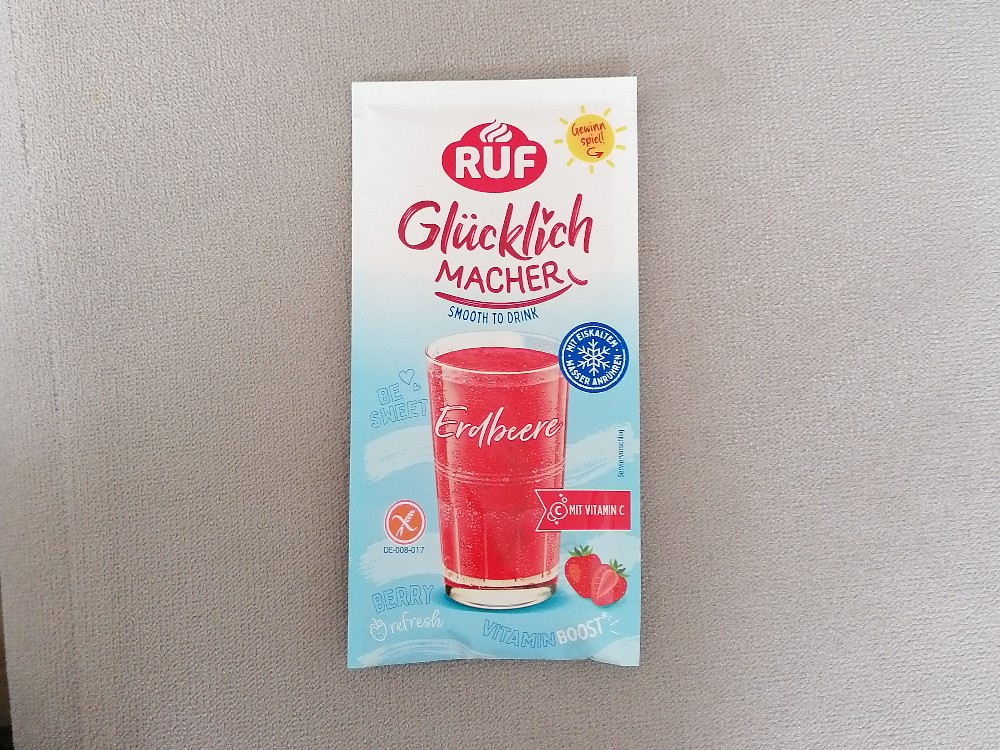 RUF
Gewinn
spiel!
Glücklich
MACHER
SMOOTH TO DRINK
MIT EISKALTEM
WASSER ANRÜHREN
BE
SWEET
Erdbeere
Serviervorschlag
C MIT VITAMIN C
DE-008-017
BERRY
refresh
VITAMINBOOST